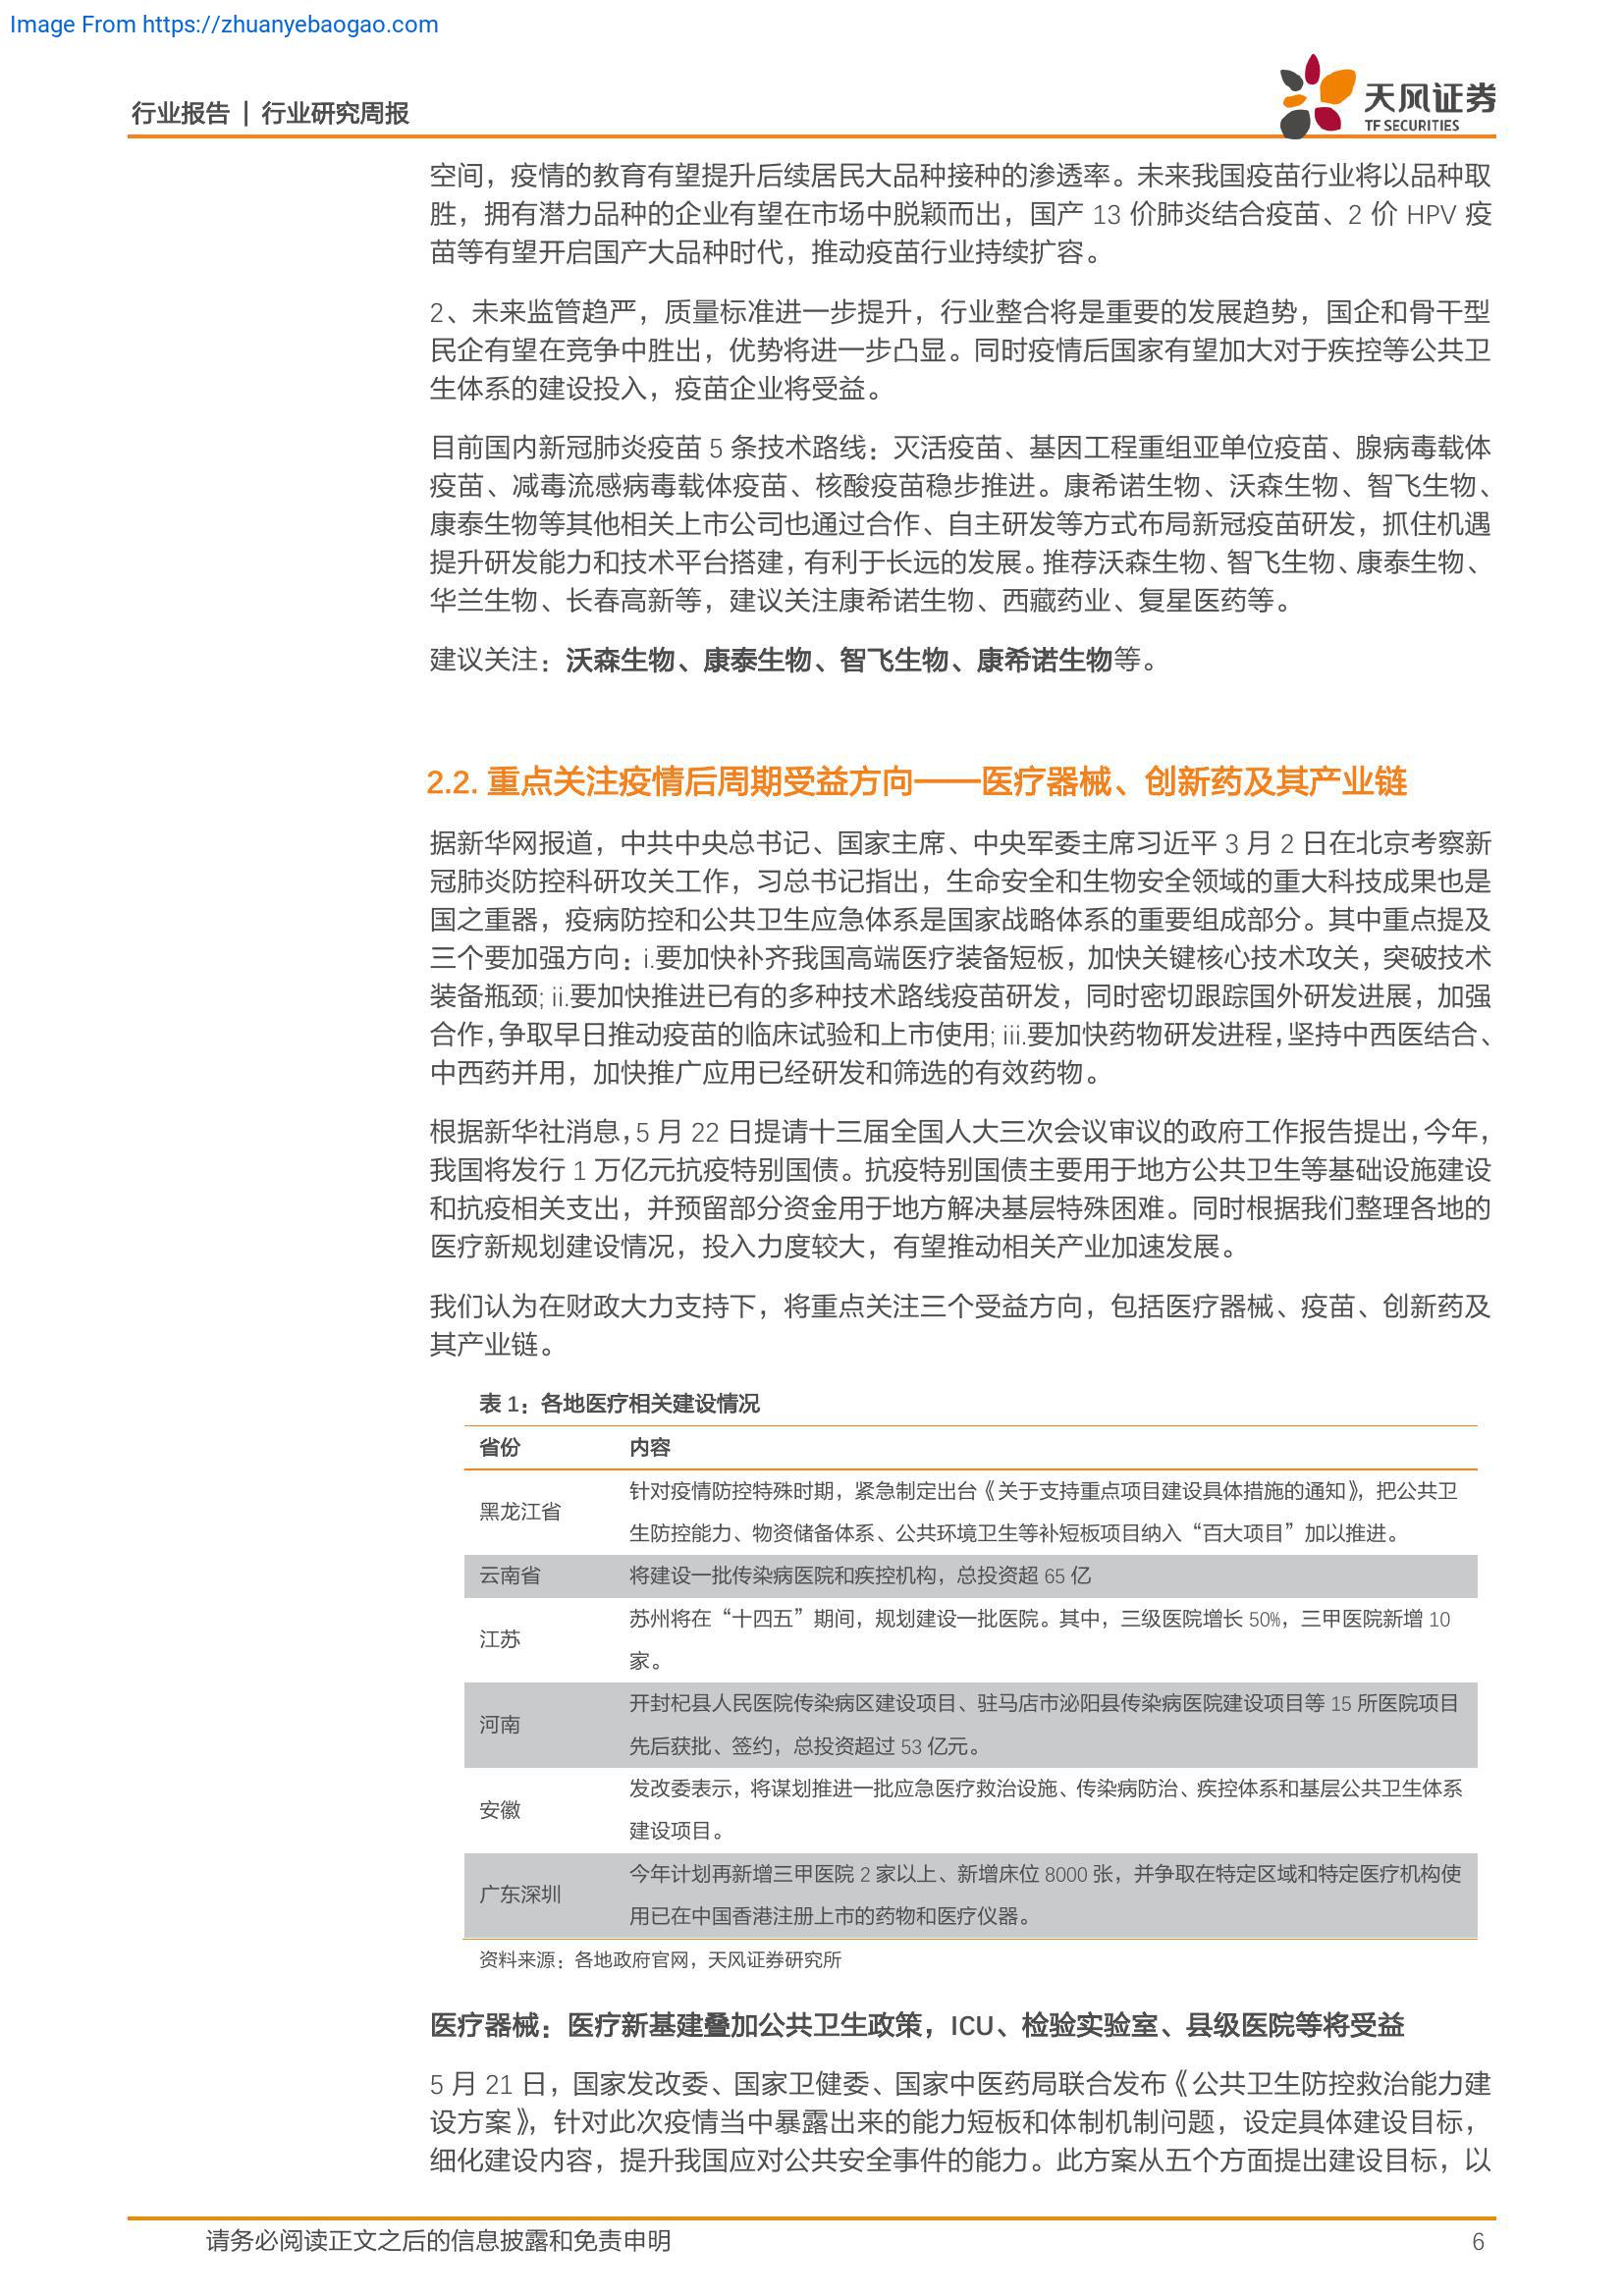 Image From https://zhuanyebaogao.com
行业报告 | 行业研究周报
天风证券
TF SECURITIES
空间，疫情的教育有望提升后续居民大品种接种的渗透率。未来我国疫苗行业将以品种取
胜，拥有潜力品种的企业有望在市场中脱颖而出，国产 13 价肺炎结合疫苗、2 价 HPV 疫
苗等有望开启国产大品种时代，推动疫苗行业持续扩容。
2、未来监管趋严，质量标准进一步提升，行业整合将是重要的发展趋势，国企和骨干型
民企有望在竞争中胜出，优势将进一步凸显。同时疫情后国家有望加大对于疾控等公共卫
生体系的建设投入，疫苗企业将受益。
目前国内新冠肺炎疫苗 5 条技术路线：灭活疫苗、基因工程重组亚单位疫苗、腺病毒载体
疫苗、减毒流感病毒载体疫苗、核酸疫苗稳步推进。康希诺生物、沃森生物、智飞生物、
康泰生物等其他相关上市公司也通过合作、自主研发等方式布局新冠疫苗研发，抓住机遇
提升研发能力和技术平台搭建，有利于长远的发展。推荐沃森生物、智飞生物、康泰生物、
华兰生物、长春高新等，建议关注康希诺生物、西藏药业、复星医药等。
建议关注：沃森生物、康泰生物、智飞生物、康希诺生物等。
2.2. 重点关注疫情后周期受益方向——医疗器械、创新药及其产业链
据新华网报道，中共中央总书记、国家主席、中央军委主席习近平 3 月 2 日在北京考察新
冠肺炎防控科研攻关工作，习总书记指出，生命安全和生物安全领域的重大科技成果也是
国之重器，疫病防控和公共卫生应急体系是国家战略体系的重要组成部分。其中重点提及
三个要加强方向：i.要加快补齐我国高端医疗装备短板，加快关键核心技术攻关，突破技术
装备瓶颈; ii.要加快推进已有的多种技术路线疫苗研发，同时密切跟踪国外研发进展，加强
合作，争取早日推动疫苗的临床试验和上市使用; iii.要加快药物研发进程，坚持中西医结合、
中西药并用，加快推广应用已经研发和筛选的有效药物。
根据新华社消息，5 月 22 日提请十三届全国人大三次会议审议的政府工作报告提出，今年，
我国将发行 1 万亿元抗疫特别国债。抗疫特别国债主要用于地方公共卫生等基础设施建设
和抗疫相关支出，并预留部分资金用于地方解决基层特殊困难。同时根据我们整理各地的
医疗新规划建设情况，投入力度较大，有望推动相关产业加速发展。
我们认为在财政大力支持下，将重点关注三个受益方向，包括医疗器械、疫苗、创新药及
其产业链。
表 1：各地医疗相关建设情况
省份 内容
黑龙江省 针对疫情防控特殊时期，紧急制定出台《关于支持重点项目建设具体措施的通知》，把公共卫
生防控能力、物资储备体系、公共环境卫生等补短板项目纳入“百大项目”加以推进。
云南省 将建设一批传染病医院和疾控机构，总投资超 65 亿
江苏 苏州将在“十四五”期间，规划建设一批医院。其中，三级医院增长 50%，三甲医院新增 10
家。
河南 开封杞县人民医院传染病区建设项目、驻马店市泌阳县传染病医院建设项目等 15 所医院项目
先后获批、签约，总投资超过 53 亿元。
安徽 发改委表示，将谋划推进一批应急医疗救治设施、传染病防治、疾控体系和基层公共卫生体系
建设项目。
广东深圳 今年计划再新增三甲医院 2 家以上、新增床位 8000 张，并争取在特定区域和特定医疗机构使
用已在中国香港注册上市的药物和医疗仪器。
资料来源：各地政府官网，天风证券研究所
医疗器械：医疗新基建叠加公共卫生政策，ICU、检验实验室、县级医院等将受益
5 月 21 日，国家发改委、国家卫健委、国家中医药局联合发布《公共卫生防控救治能力建
设方案》，针对此次疫情当中暴露出来的能力短板和体制机制问题，设定具体建设目标，
细化建设内容，提升我国应对公共安全事件的能力。此方案从五个方面提出建设目标，以
请务必阅读正文之后的信息披露和免责申明 6